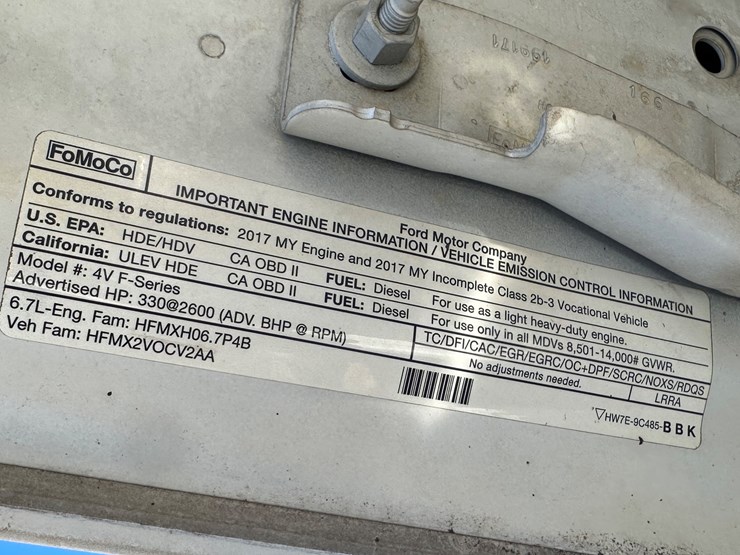 166
FoMoCo
Ford Motor Company
IMPORTANT ENGINE INFORMATION / VEHICLE EMISSION CONTROL INFORMATION
Conforms to regulations: 2017 MY Engine and 2017 MY Incomplete Class 2b-3 Vocational Vehicle
U.S. EPA: HDE/HDV CA OBD II FUEL: Diesel For use as a light heavy-duty engine.
California: ULEV HDE CA OBD II FUEL: Diesel For use only in all MDVs 8,501-14,000# GVWR.
Model #: 4V F-Series
TC/DFI/CAC/EGR/EGRC/OC+DPF/SCRC/NOXS/RDQS
Advertised HP: 330@2600 (ADV. BHP @ RPM)
No adjustments needed. LRRA
6.7L-Eng. Fam: HFMXH06.7P4B
Veh Fam: HFMX2VOCV2AA
HW7E-9C485-BBK